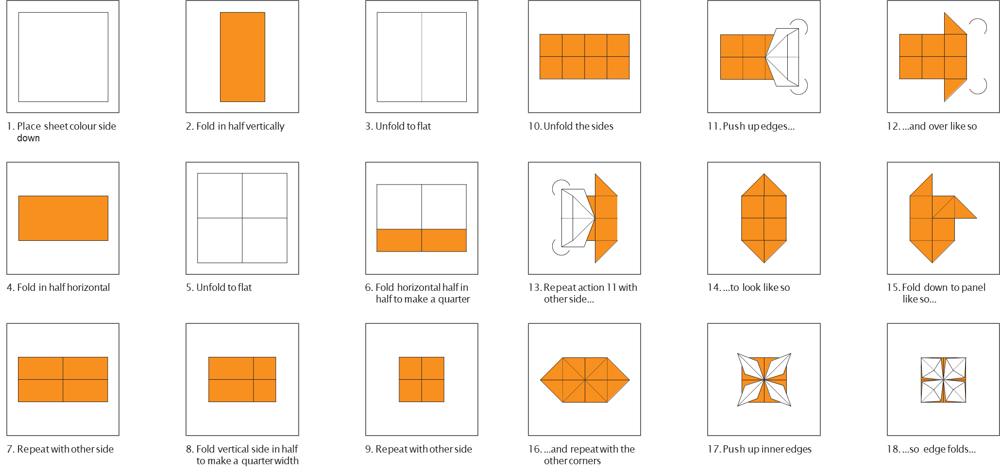 1. Place sheet colour side
down
2. Fold in half vertically
3. Unfold to flat
4. Fold in half horizontal
5. Unfold to flat
6. Fold horizontal half in
half to make a quarter
7. Repeat with other side
8. Fold vertical side in half
to make a quarter width
9. Repeat with other side
10. Unfold the sides
11. Push up edges...
12. ...and over like so
13. Repeat action 11 with
other side...
14. ...to look like so
15. Fold down to panel
like so...
16. ...and repeat with the
other corners
17. Push up inner edges
18. ...so edge folds...